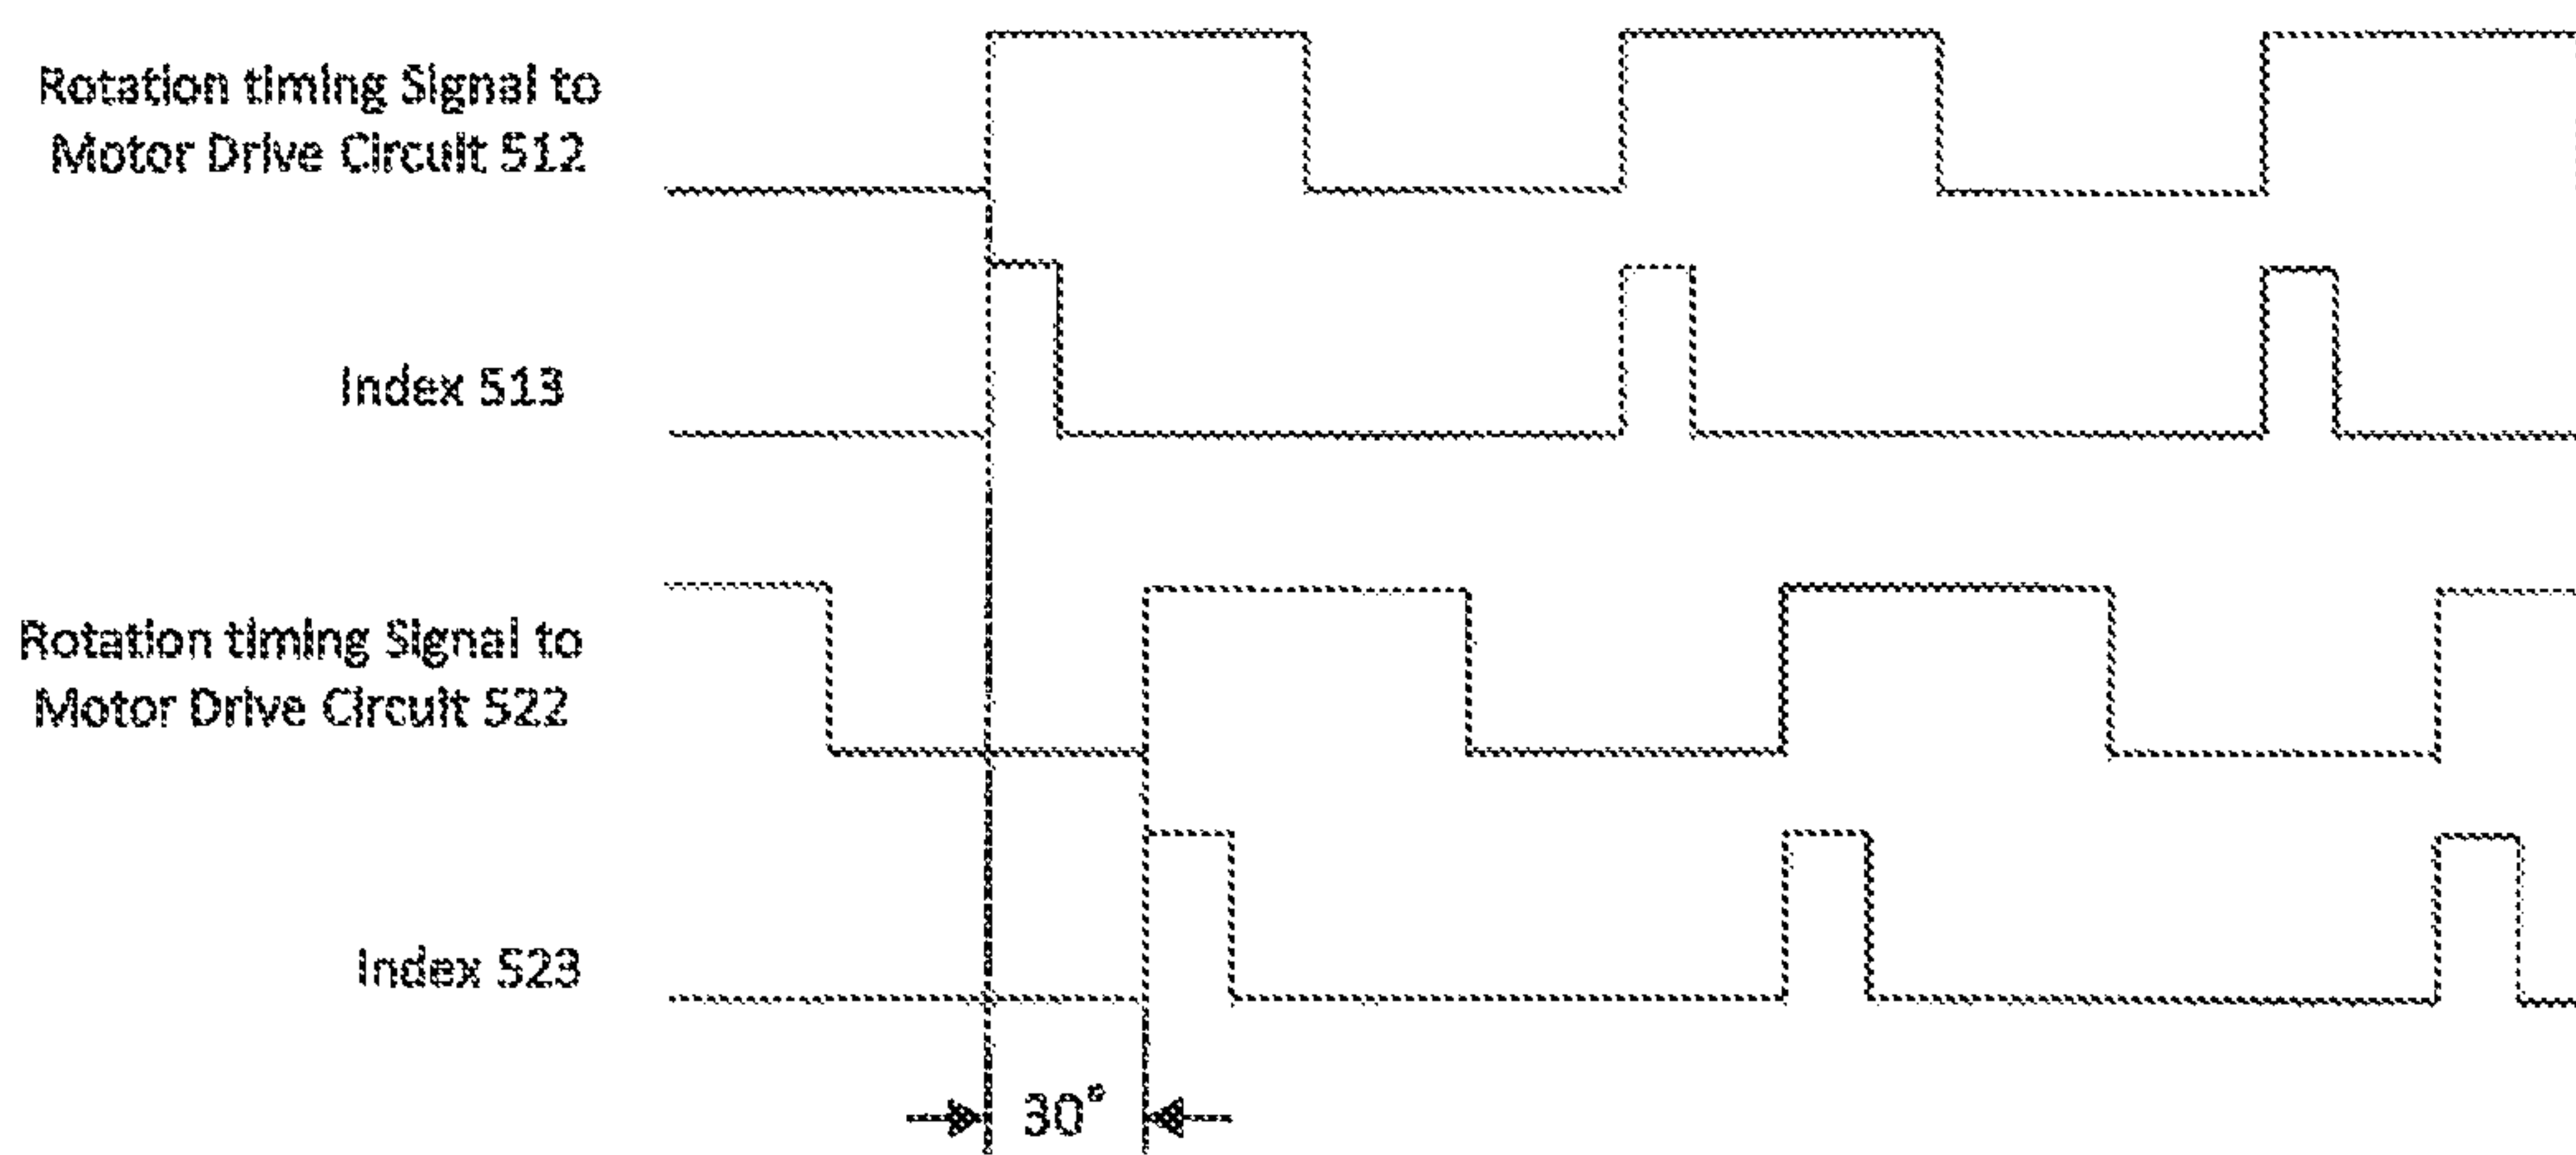 Rotation timing Signal to
Motor Drive Circuit 512
Index 513
Rotation timing Signal to
Motor Drive Circuit 522
Index 523
30°